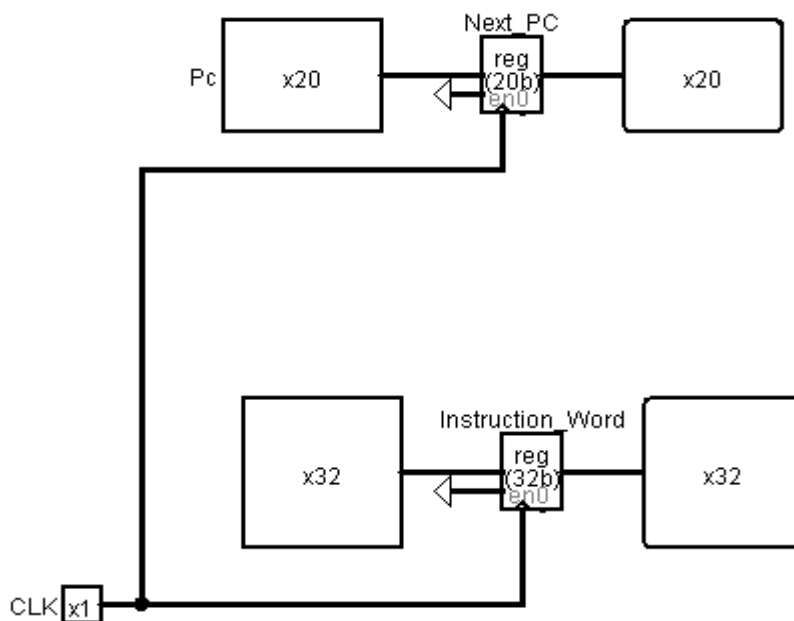 Next_PC
Pc
x20
reg
(20b)
en0
x20
Instruction_Word
x32
reg
(32b)
en0
x32
CLK
x1